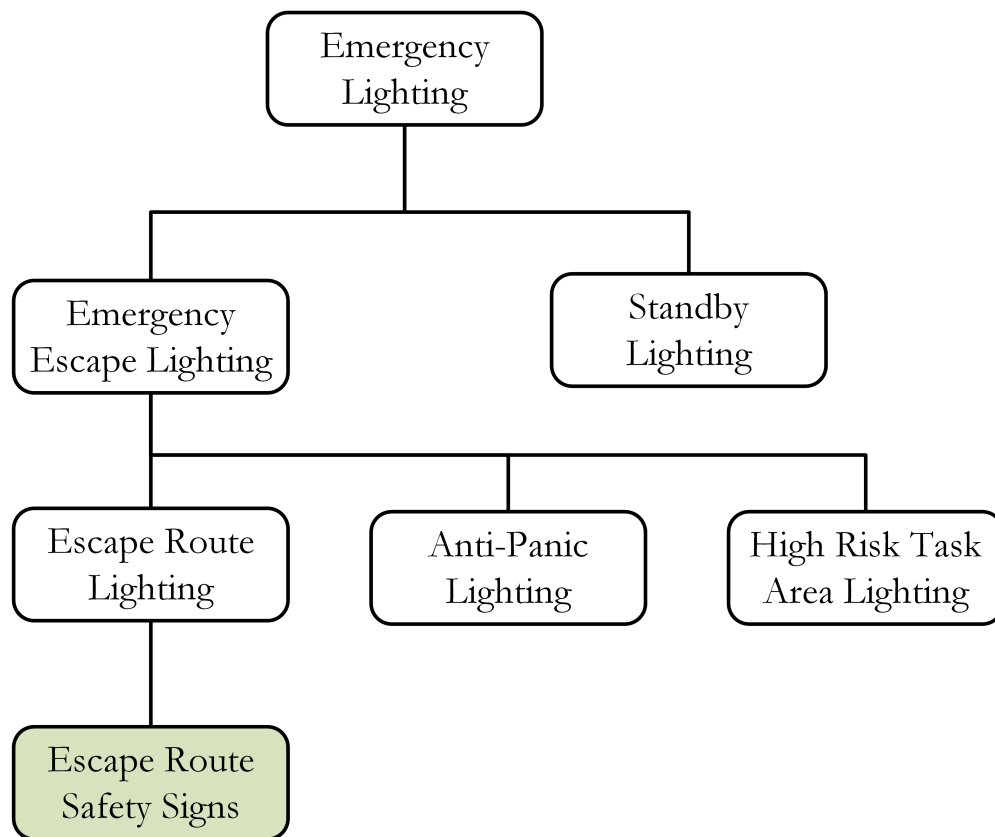 Emergency
Lighting
Emergency
Escape Lighting
Standby
Lighting
Escape Route
Lighting
Anti-Panic
Lighting
High Risk Task
Area Lighting
Escape Route
Safety Signs